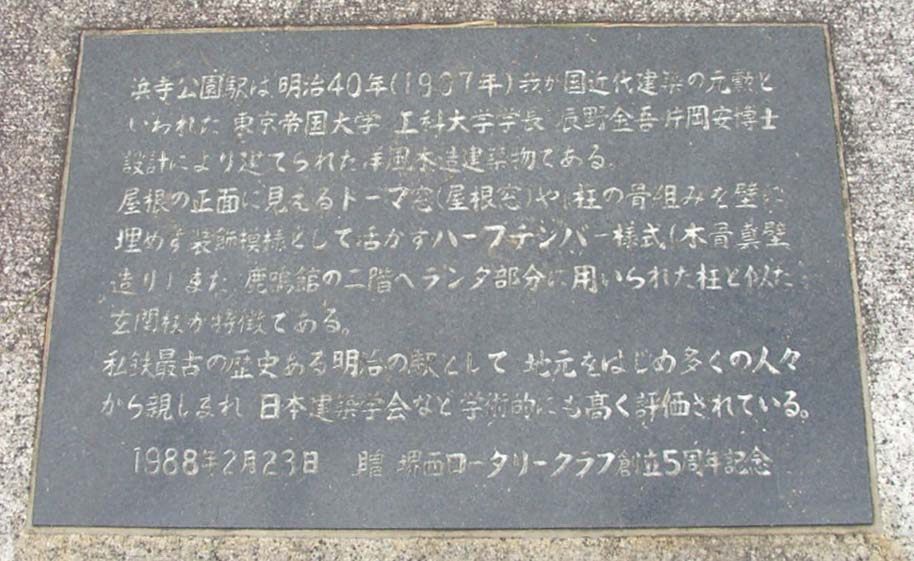 浜寺公園駅は明治40年(1907年)我が国近代建築の元勲と
いわれた 東京帝国大学 工科大学学長 辰野金吾・片岡安博士
設計により建てられた洋風木造建築物である。
屋根の正面に見えるドーマ窓(屋根窓)や柱の骨組みを壁に
埋めず装飾模様として活かすハーフチンバー様式(木骨真壁
造り)また 鹿鳴館の二階ベランダ部分に用いられた柱と似た
玄関柱が特徴である。
私鉄最古の歴史ある明治の駅として 地元をはじめ多くの人々
から親しまれ 日本建築学会など学術的にも高く評価されている。
1988年2月23日 贈 堺西ロータリークラブ創立5周年記念